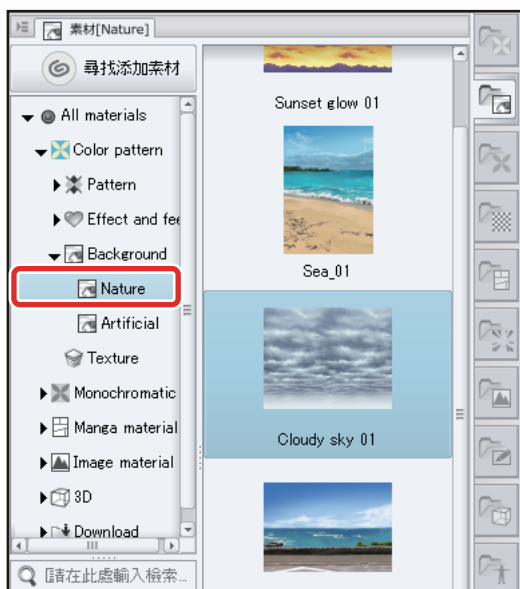 素材[Nature]
尋找添加素材
All materials
Color pattern
Pattern
Effect and fee
Background
Nature
Artificial
Texture
Monochromatic
Manga material
Image material
3D
Download
請在此處輸入檢索...
Sunset glow 01
Sea_01
Cloudy sky 01